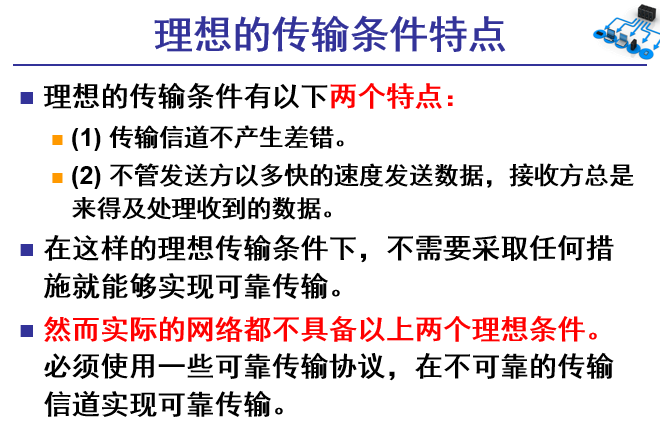 理想的传输条件特点
理想的传输条件有以下两个特点：
(1) 传输信道不产生差错。
(2) 不管发送方以多快的速度发送数据，接收方总是
来得及处理收到的数据。
在这样的理想传输条件下，不需要采取任何措
施就能够实现可靠传输。
然而实际的网络都不具备以上两个理想条件。
必须使用一些可靠传输协议，在不可靠的传输
信道实现可靠传输。